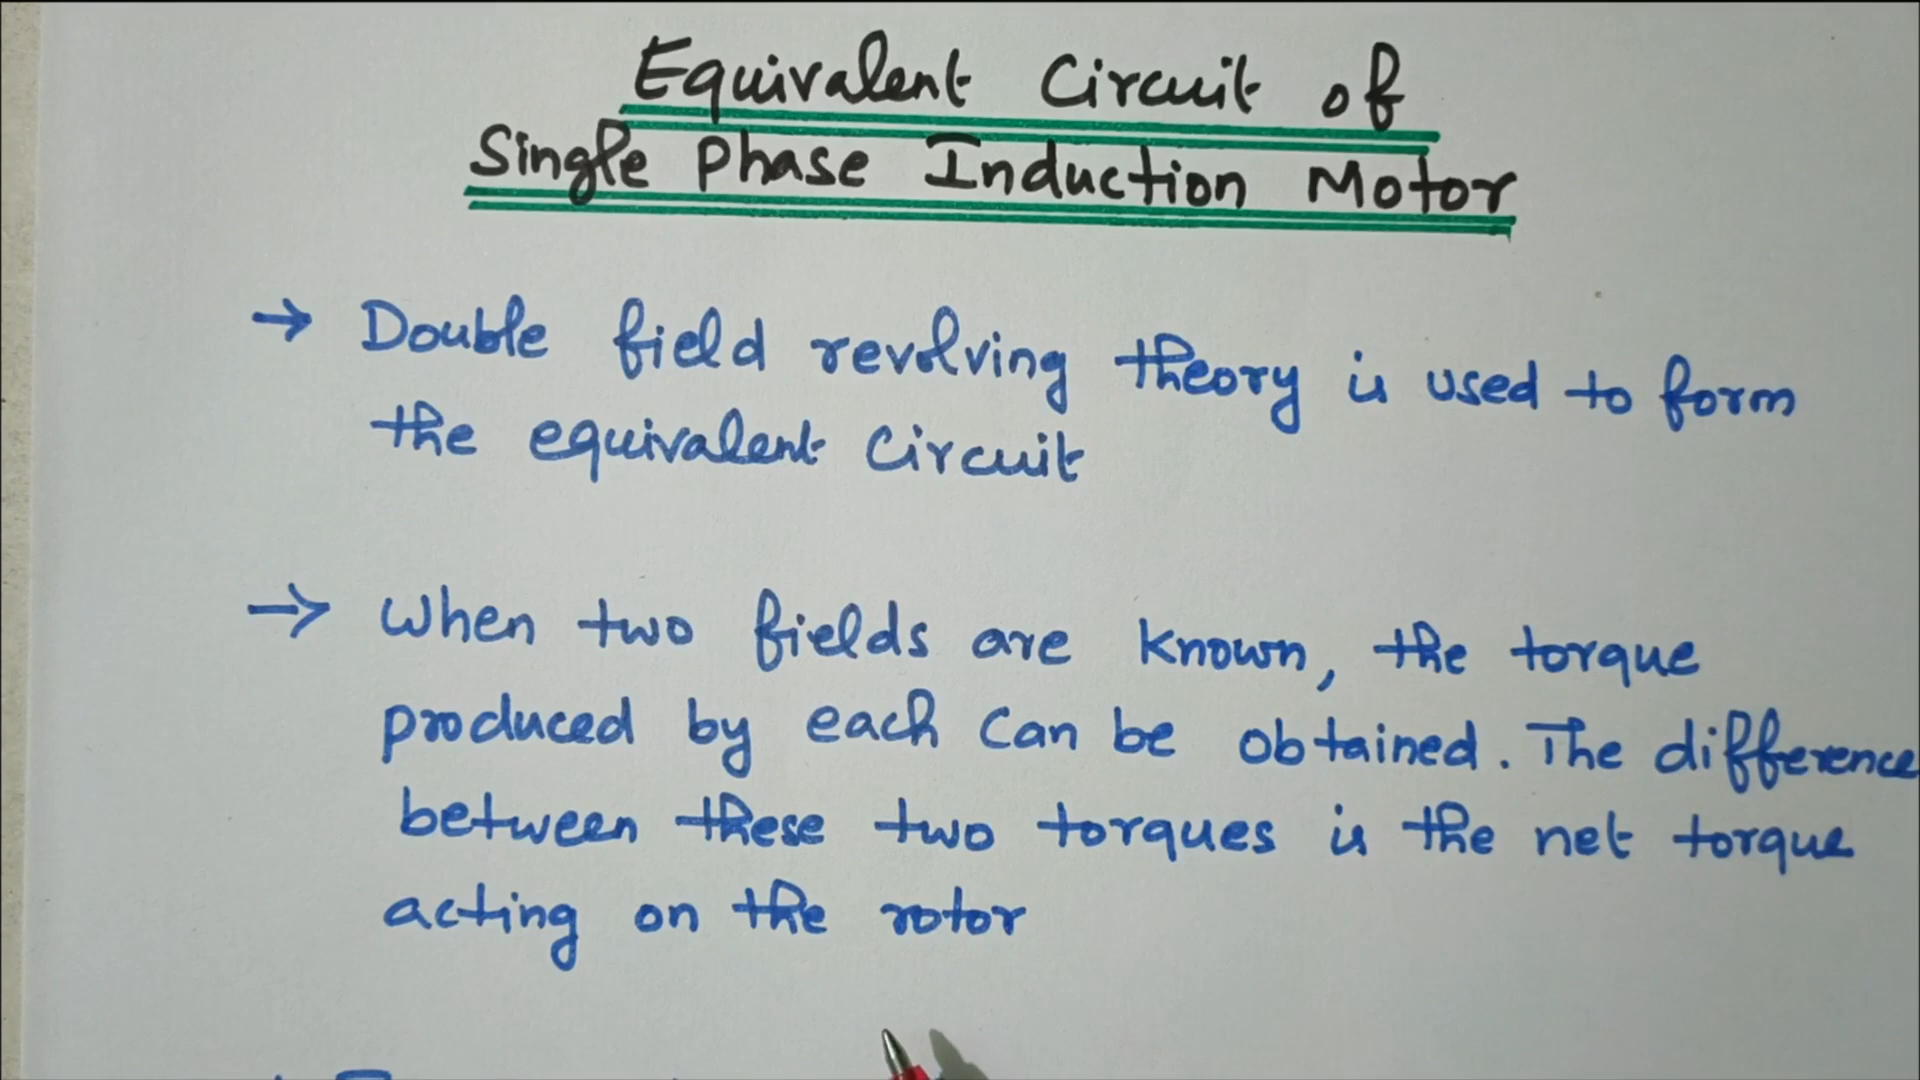 Equivalent Circuit of
Single Phase Induction Motor
→ Double field revolving theory is used to form
the equivalent circuit
→ When two fields are known, the torque
produced by each can be obtained. The difference
between these two torques is the net torque
acting on the rotor